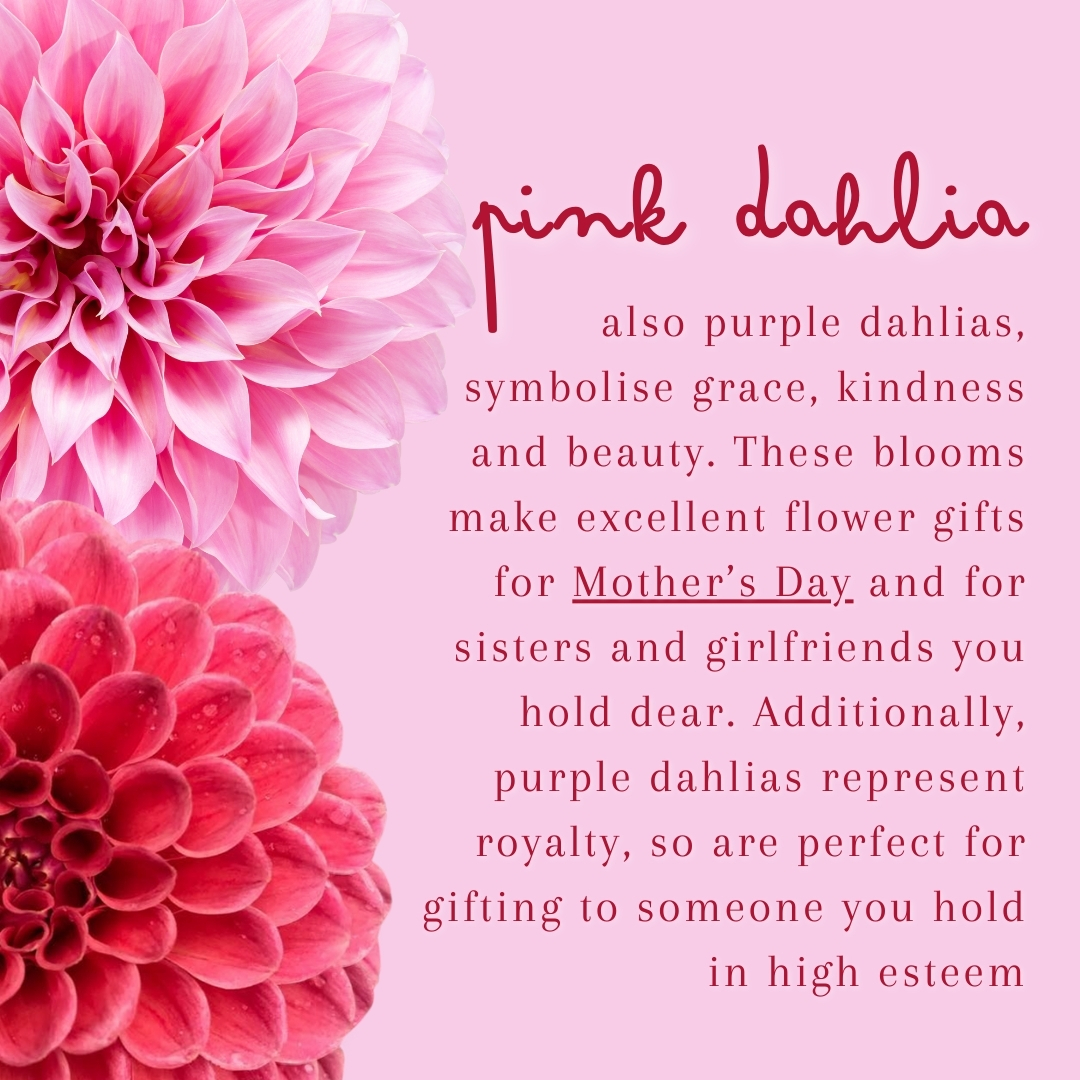 pink dahlia
also purple dahlias,
symbolise grace, kindness
and beauty. These blooms
make excellent flower gifts
for Mother’s Day and for
sisters and girlfriends you
hold dear. Additionally,
purple dahlias represent
royalty, so are perfect for
gifting to someone you hold
in high esteem